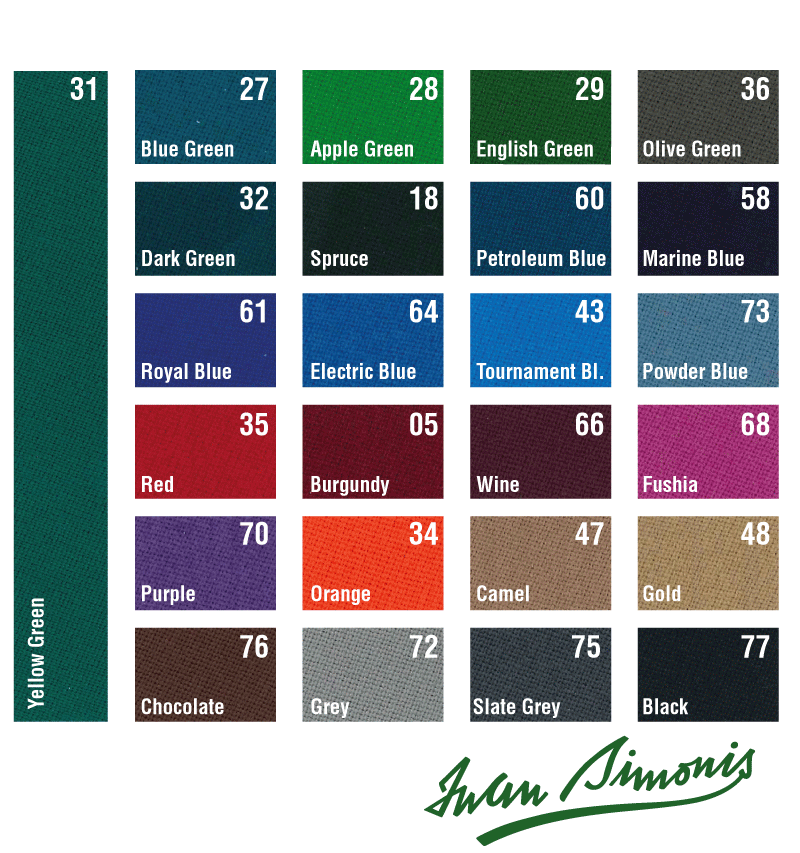 31
Yellow Green
27
Blue Green
28
Apple Green
29
English Green
36
Olive Green
32
Dark Green
18
Spruce
60
Petroleum Blue
58
Marine Blue
61
Royal Blue
64
Electric Blue
43
Tournament Bl.
73
Powder Blue
35
Red
05
Burgundy
66
Wine
68
Fushia
70
Purple
34
Orange
47
Camel
48
Gold
76
Chocolate
72
Grey
75
Slate Grey
77
Black
Iwan Simonis